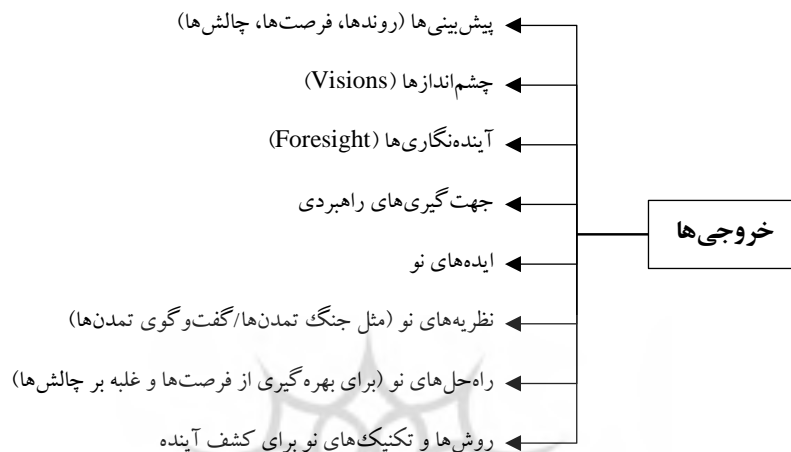 پیش‌بینی‌ها (روندها، فرصت‌ها، چالش‌ها)
چشم‌اندازها (Visions)
آینده‌نگاری‌ها (Foresight)
جهت‌گیری‌های راهبردی
خروجی‌ها
ایده‌های نو
نظریه‌های نو (مثل جنگ تمدن‌ها/گفت‌وگوی تمدن‌ها)
راه‌حل‌های نو (برای بهره‌گیری از فرصت‌ها و غلبه بر چالش‌ها)
روش‌ها و تکنیک‌های نو برای کشف آینده